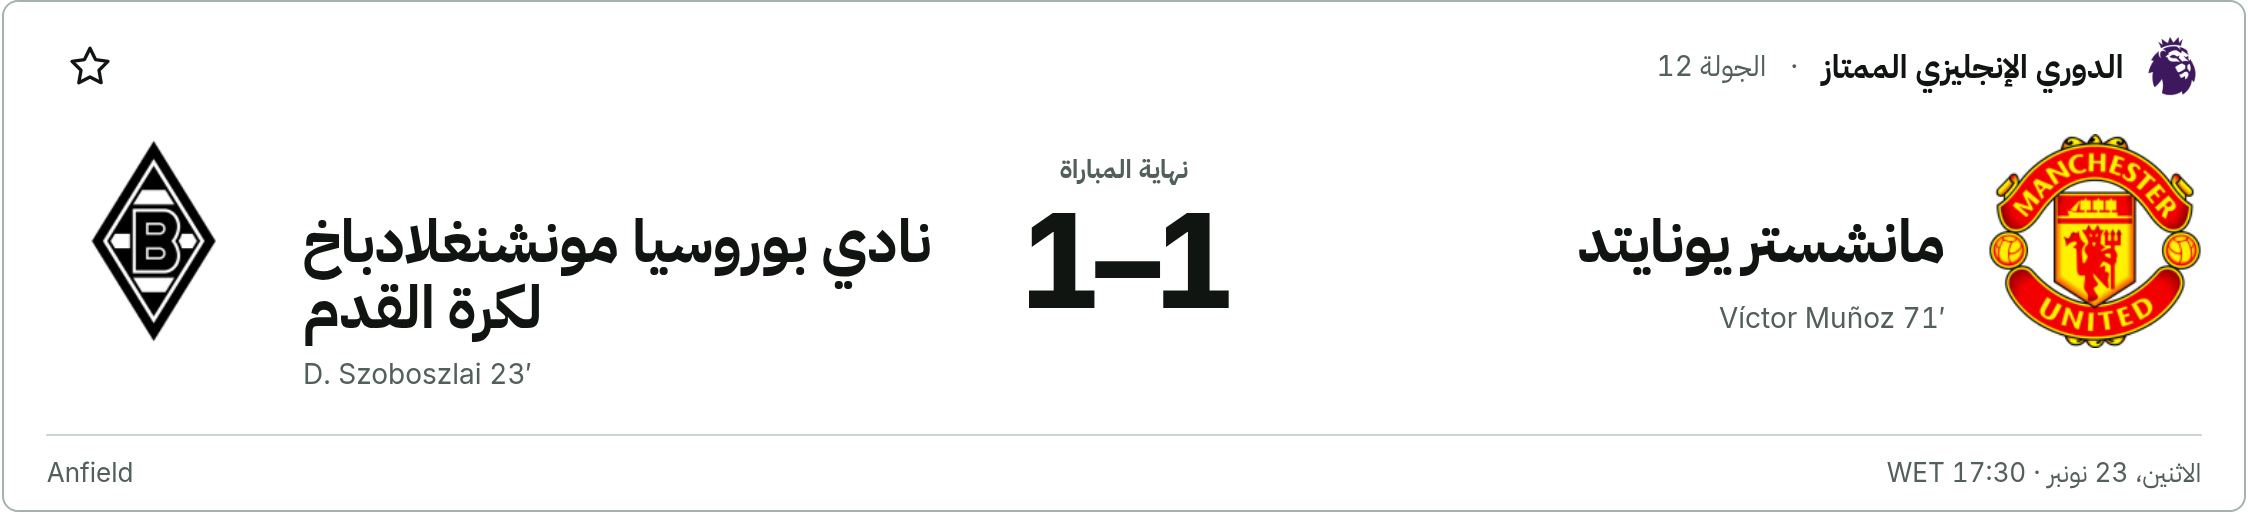 الدوري الإنجليزي الممتاز · الجولة 12
MANCHESTER
UNITED
مانشستر يونايتد
Víctor Muñoz 71′
نهاية المباراة
1–1
نادي بوروسيا مونشنغلادباخ
لكرة القدم
D. Szoboszlai 23′
B
الاثنين، 23 نونبر · 17:30 WET
Anfield